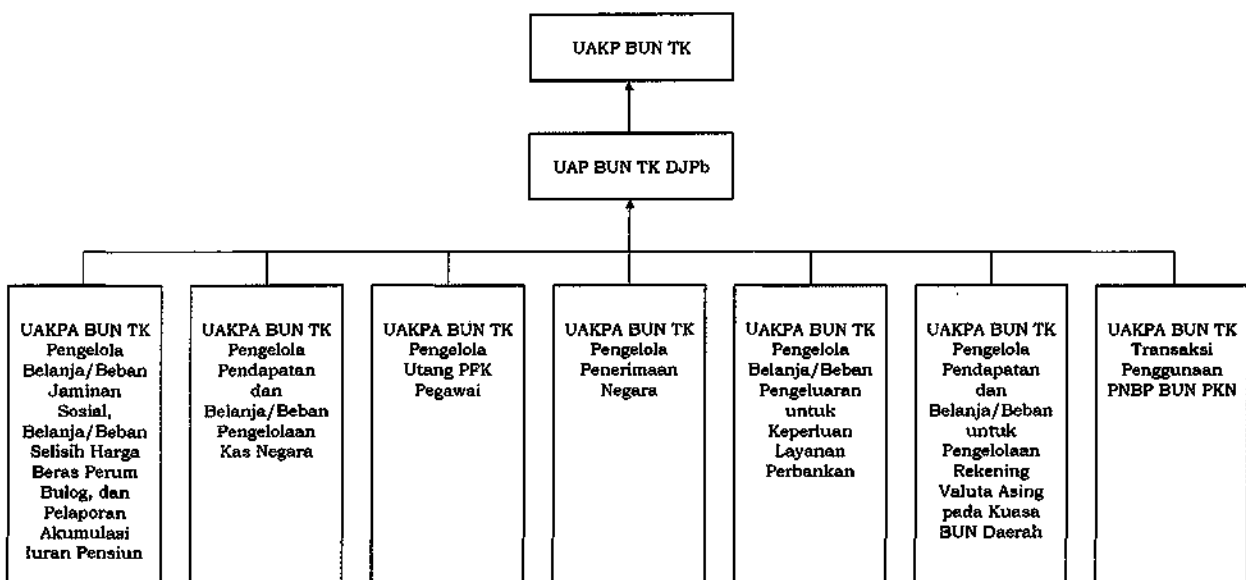 UAKP BUN TK
UAP BUN TK DJPb
UAKPA BUN TK
Pengelola
Belanja/Beban
Jaminan
Sosial,
Belanja/Beban
Selisih Harga
Beras Perum
Bulog, dan
Pelaporan
Akumulasi
Iuran Pensiun
UAKPA BUN TK
Pengelola
Pendapatan
dan
Belanja/Beban
Pengelolaan
Kas Negara
UAKPA BUN TK
Pengelola
Utang PFK
Pegawai
UAKPA BUN TK
Pengelola
Penerimaan
Negara
UAKPA BUN TK
Pengelola
Belanja/Beban
Pengeluaran
untuk
Keperluan
Layanan
Perbankan
UAKPA BUN TK
Pengelola
Pendapatan
dan
Belanja/Beban
untuk
Pengelolaan
Rekening
Valuta Asing
pada Kuasa
BUN Daerah
UAKPA BUN TK
Transaksi
Penggunaan
PNBP BUN PKN